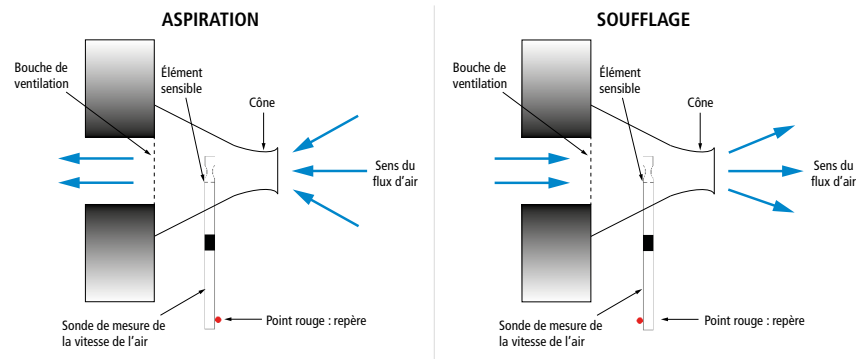 ASPIRATION
Bouche de
ventilation
Élément
sensible
Cône
Sens du
flux d'air
Sonde de mesure de
la vitesse de l'air
Point rouge : repère
SOUFFLAGE
Bouche de
ventilation
Élément
sensible
Cône
Sens du
flux d'air
Sonde de mesure de
la vitesse de l'air
Point rouge : repère